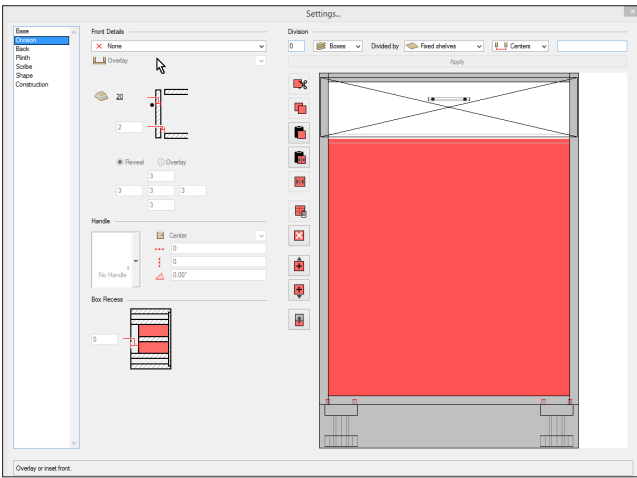 Settings...
Base
Division
Back
Plinth
Scribe
Shape
Construction
Front Details
None
Overlay
20
2
Reveal Overlay
3
3 3 3
3
Handle
No Handle
Center
0
0
0.00°
Box Recess
0
Division
0 Boxes Divided by Fixed shelves Centers
Apply
Overlay or inset front.